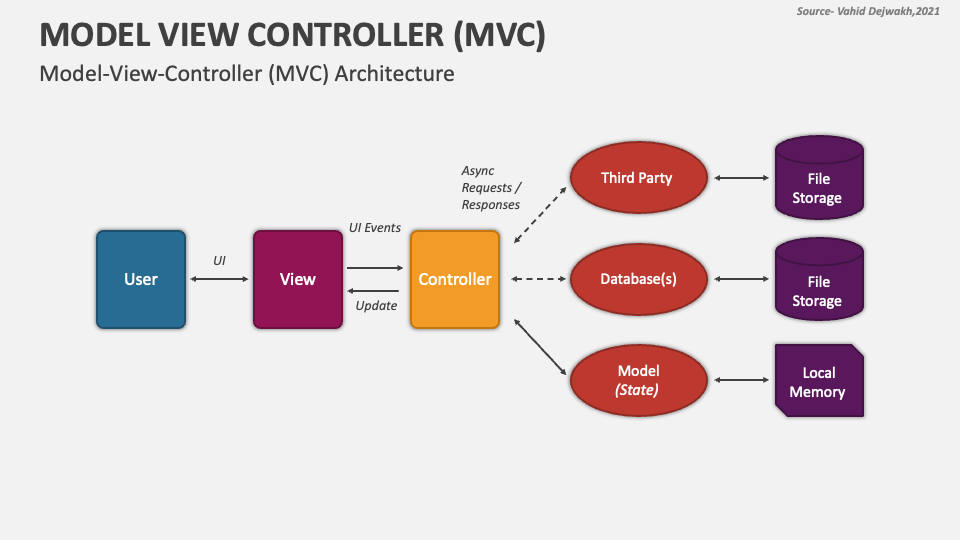 Source- Vahid Dejwakh,2021
MODEL VIEW CONTROLLER (MVC)
Model-View-Controller (MVC) Architecture
Async
Requests /
Responses
Third Party
File
Storage
UI Events
User
UI
View
Controller
Update
Database(s)
File
Storage
Model
(State)
Local
Memory